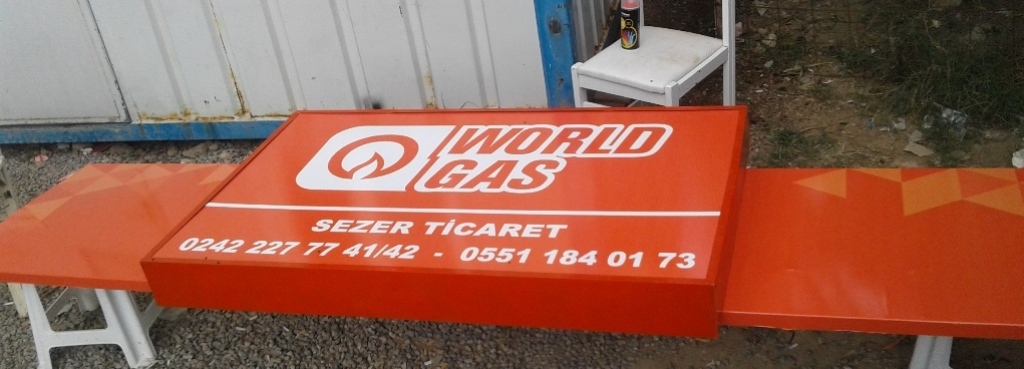 WORLD
GAS
SEZER TİCARET
0242 227 77 41/42 - 0551 184 01 73